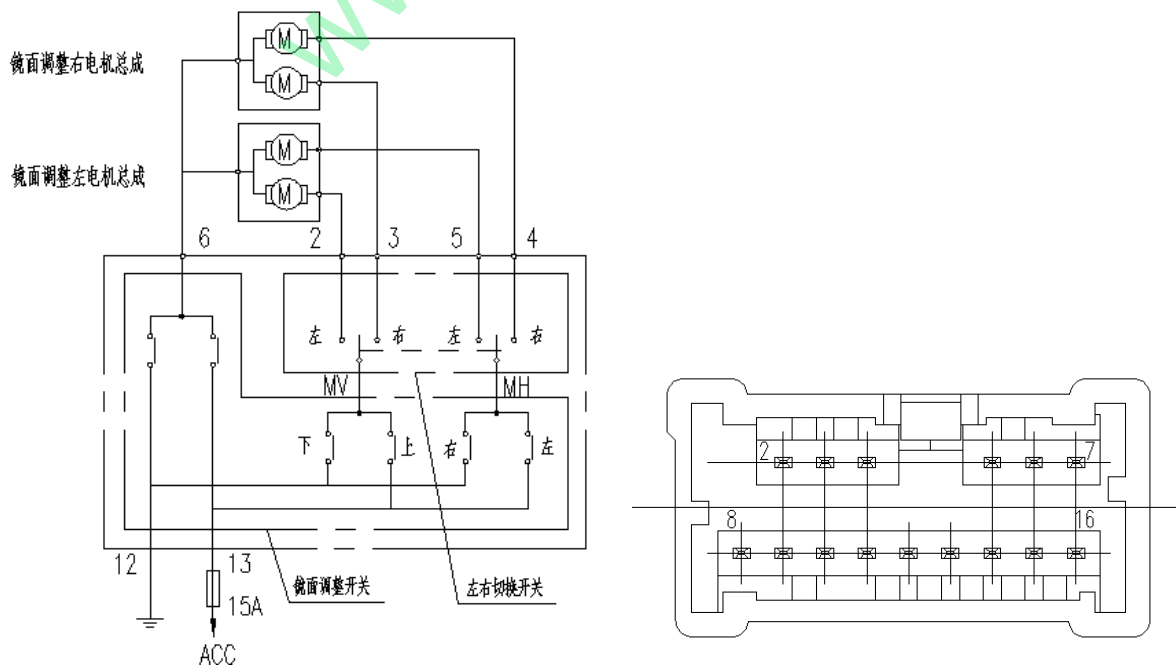 镜面调整右电机总成
M
M
镜面调整左电机总成
M
M
6 2 3 5 4
左 右 左 右
MV MH
下 上 右 左
12 13
15A
ACC
镜面调整开关
左右切换开关
2 7
8 16